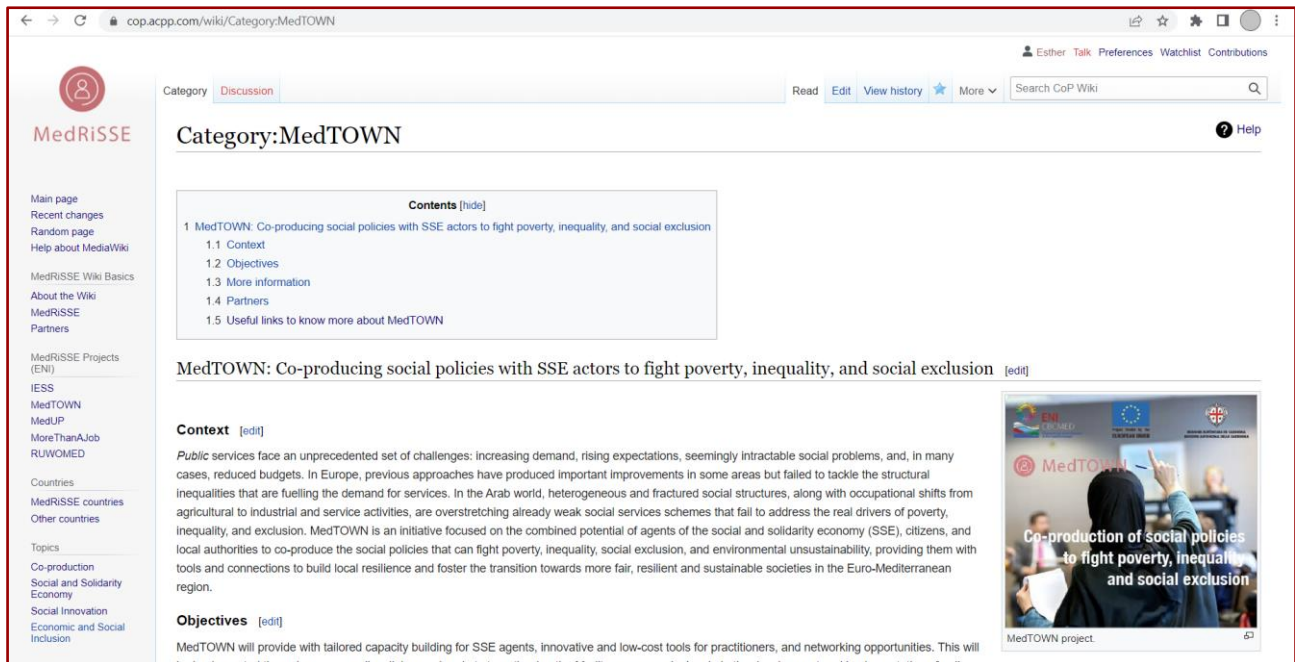 cop.acpp.com/wiki/Category:MedTOWN
Esther Talk Preferences Watchlist Contributions
MedRiSSE
Category Discussion
Read Edit View history More
Search CoP Wiki
Category:MedTOWN
Help
Main page
Recent changes
Random page
Help about MediaWiki
MedRiSSE Wiki Basics
About the Wiki
MedRiSSE
Partners
MedRiSSE Projects
(ENI)
IESS
MedTOWN
MedUP
MoreThanAJob
RUWOMED
Countries
MedRiSSE countries
Other countries
Topics
Co-production
Social and Solidarity
Economy
Social Innovation
Economic and Social
Inclusion
Contents [hide]
1 MedTOWN: Co-producing social policies with SSE actors to fight poverty, inequality, and social exclusion
1.1 Context
1.2 Objectives
1.3 More information
1.4 Partners
1.5 Useful links to know more about MedTOWN
MedTOWN: Co-producing social policies with SSE actors to fight poverty, inequality, and social exclusion [edit]
Context [edit]
Public services face an unprecedented set of challenges: increasing demand, rising expectations, seemingly intractable social problems, and, in many
cases, reduced budgets. In Europe, previous approaches have produced important improvements in some areas but failed to tackle the structural
inequalities that are fuelling the demand for services. In the Arab world, heterogeneous and fractured social structures, along with occupational shifts from
agricultural to industrial and service activities, are overstretching already weak social services schemes that fail to address the real drivers of poverty,
inequality, and exclusion. MedTOWN is an initiative focused on the combined potential of agents of the social and solidarity economy (SSE), citizens, and
local authorities to co-produce the social policies that can fight poverty, inequality, social exclusion, and environmental unsustainability, providing them with
tools and connections to build local resilience and foster the transition towards more fair, resilient and sustainable societies in the Euro-Mediterranean
region.
Objectives [edit]
MedTOWN will provide with tailored capacity building for SSE agents, innovative and low-cost tools for practitioners, and networking opportunities. This will
ENI
CBCMED
EUROPEAN UNION
MedTOWN
Co-production of social policies
to fight poverty, inequality
and social exclusion
MedTOWN project.